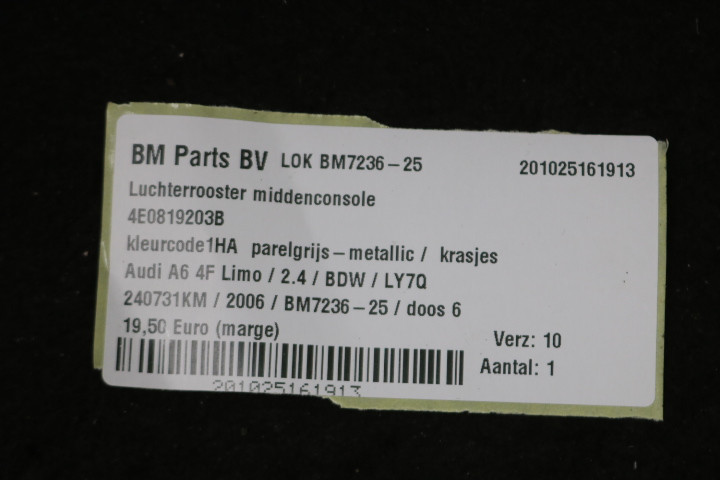 BM Parts BV LOK BM7236-25 201025161913
Luchterrooster middenconsole
4E0819203B
kleurcode1HA parelgrijs-metallic / krasjes
Audi A6 4F Limo / 2.4 / BDW / LY7Q
240731KM / 2006 / BM7236-25 / doos 6
19,50 Euro (marge)
Verz: 10
Aantal: 1
201025161913